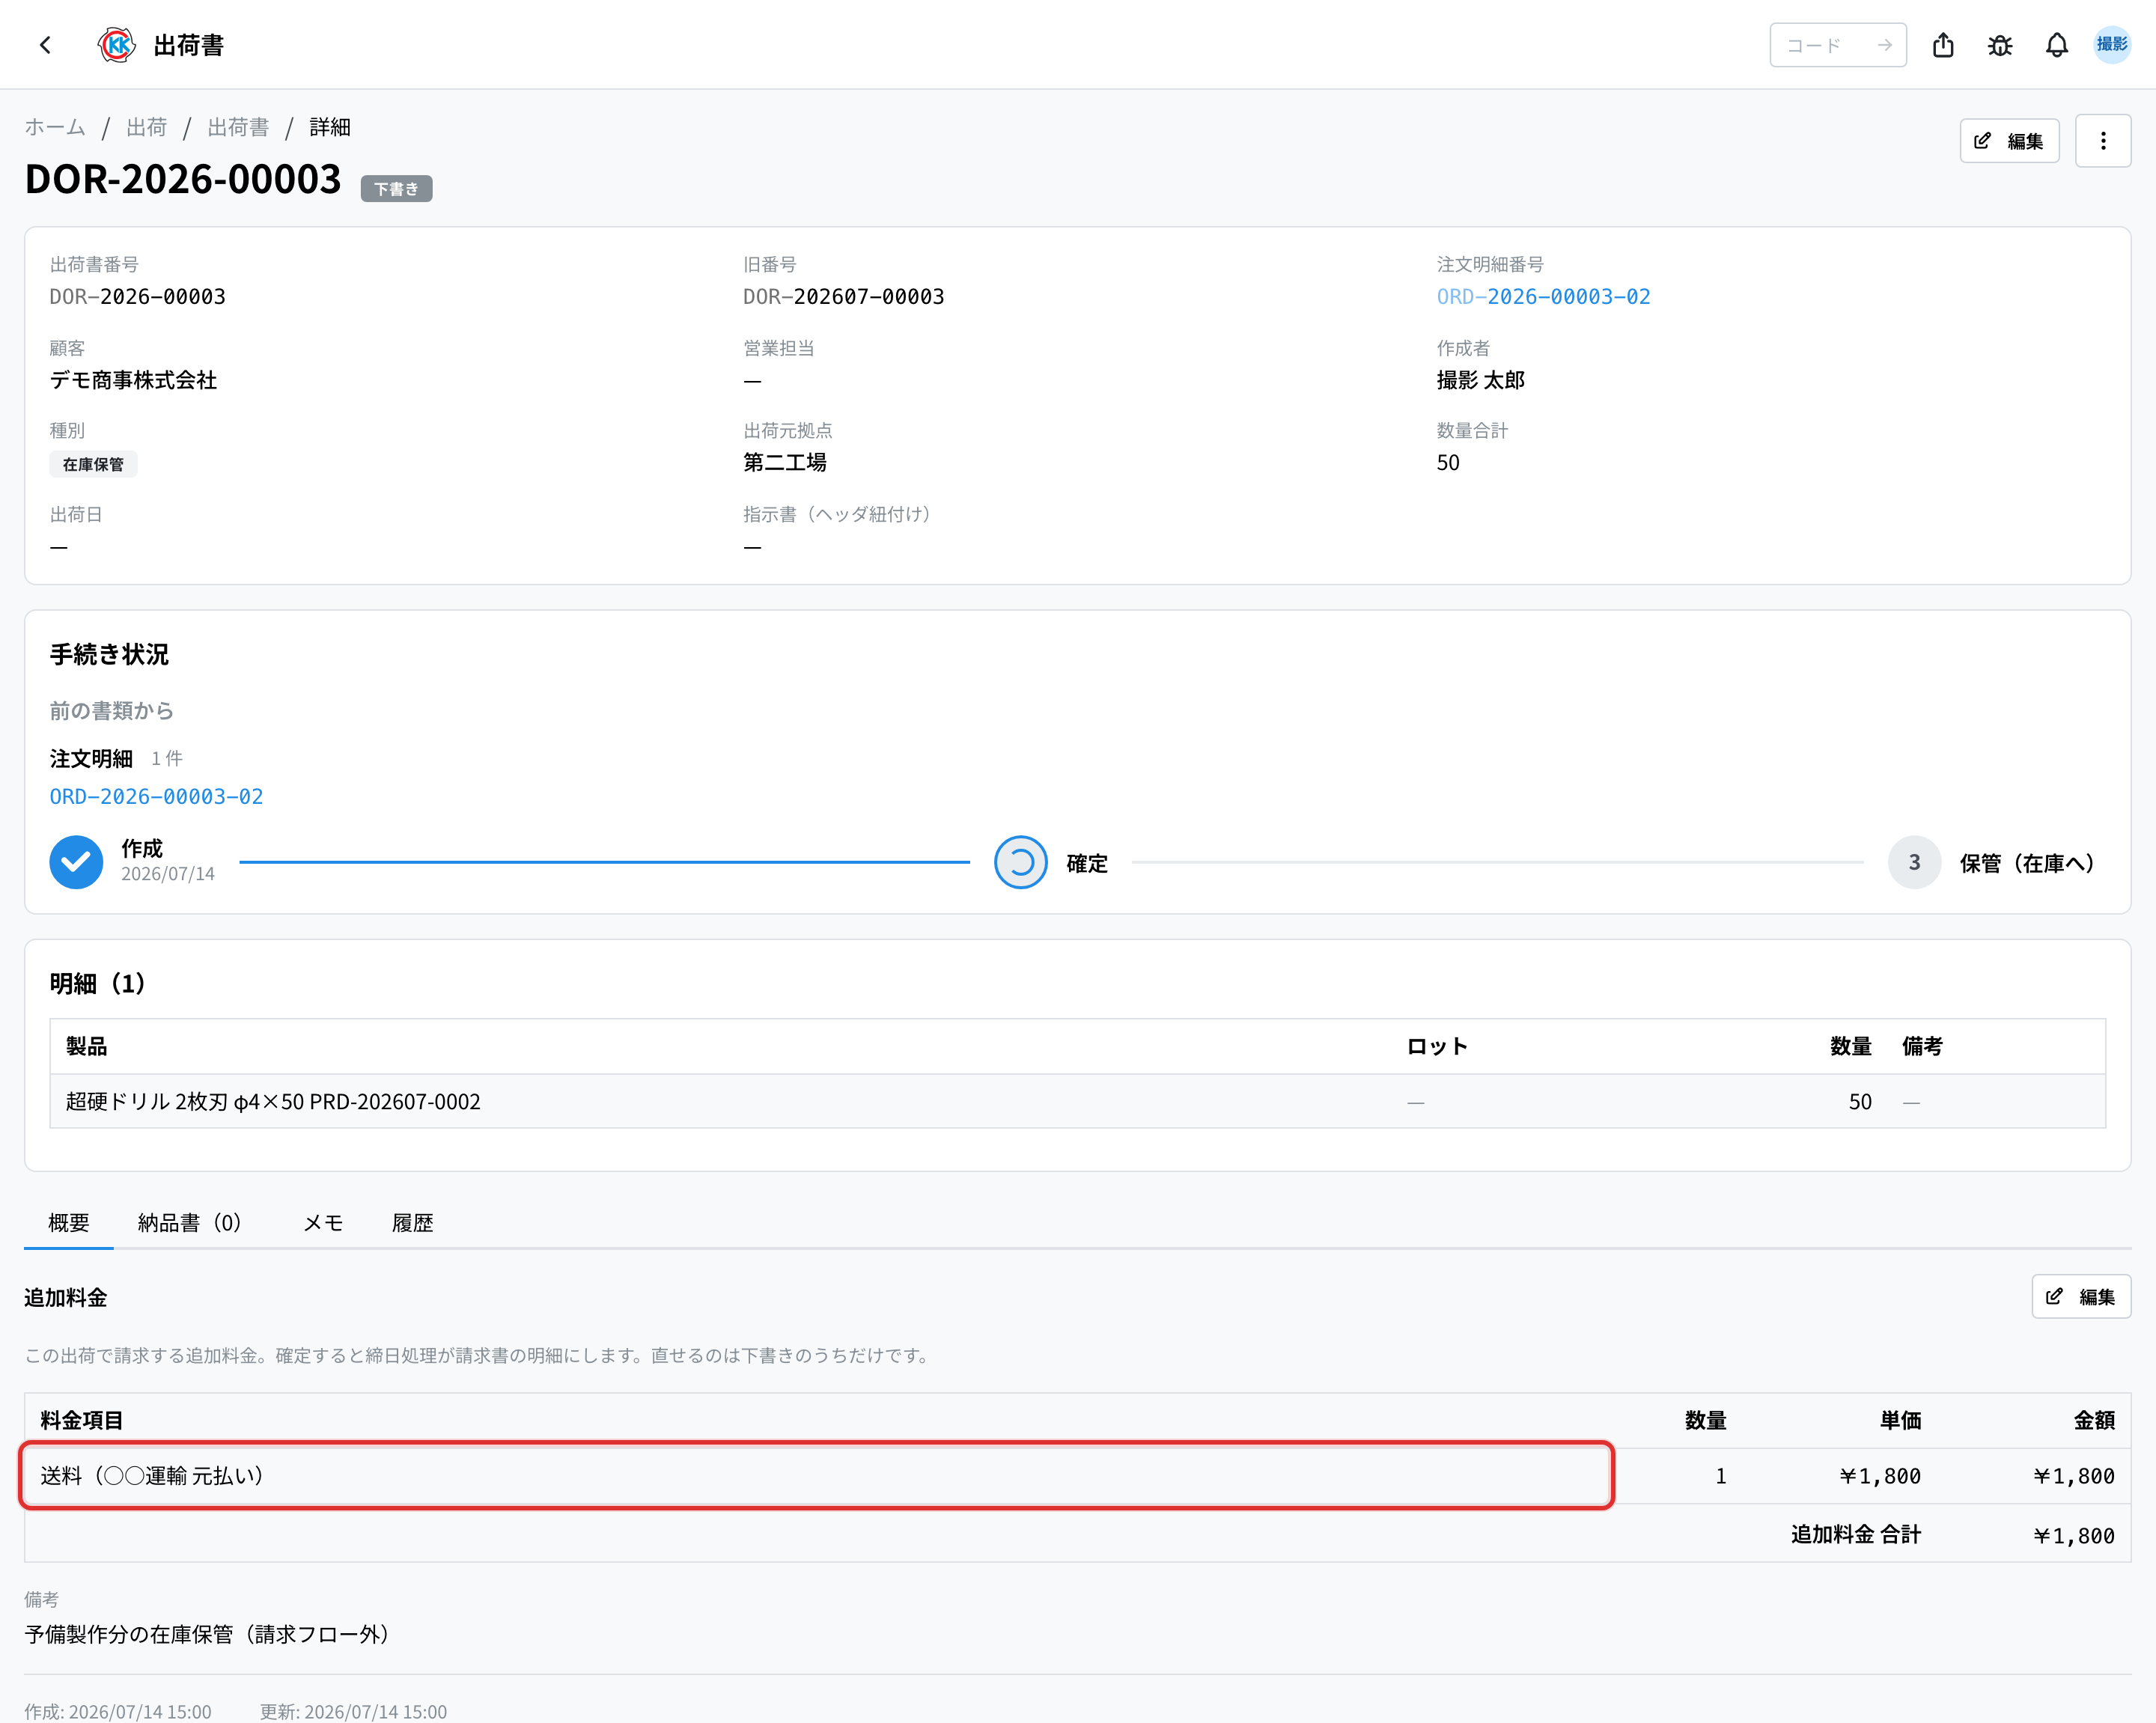 出荷書
コード
撮影
ホーム / 出荷 / 出荷書 / 詳細
編集
DOR-2026-00003 下書き
出荷書番号 旧番号 注文明細番号
DOR-2026-00003 DOR-202607-00003 ORD-2026-00003-02
顧客 営業担当 作成者
デモ商事株式会社 — 撮影 太郎
種別 出荷元拠点 数量合計
在庫保管 第二工場 50
出荷日 指示書（ヘッダ紐付け）
— —
手続き状況
前の書類から
注文明細 1 件
ORD-2026-00003-02
作成 確定 3 保管（在庫へ）
2026/07/14
明細（1）
製品 ロット 数量 備考
超硬ドリル 2枚刃 φ4×50 PRD-202607-0002 — 50 —
概要 納品書（0） メモ 履歴
追加料金 編集
この出荷で請求する追加料金。確定すると締日処理が請求書の明細にします。直せるのは下書きのうちだけです。
料金項目 数量 単価 金額
送料（○○運輸 元払い） 1 ¥1,800 ¥1,800
追加料金 合計 ¥1,800
備考
予備製作分の在庫保管（請求フロー外）
作成: 2026/07/14 15:00 更新: 2026/07/14 15:00